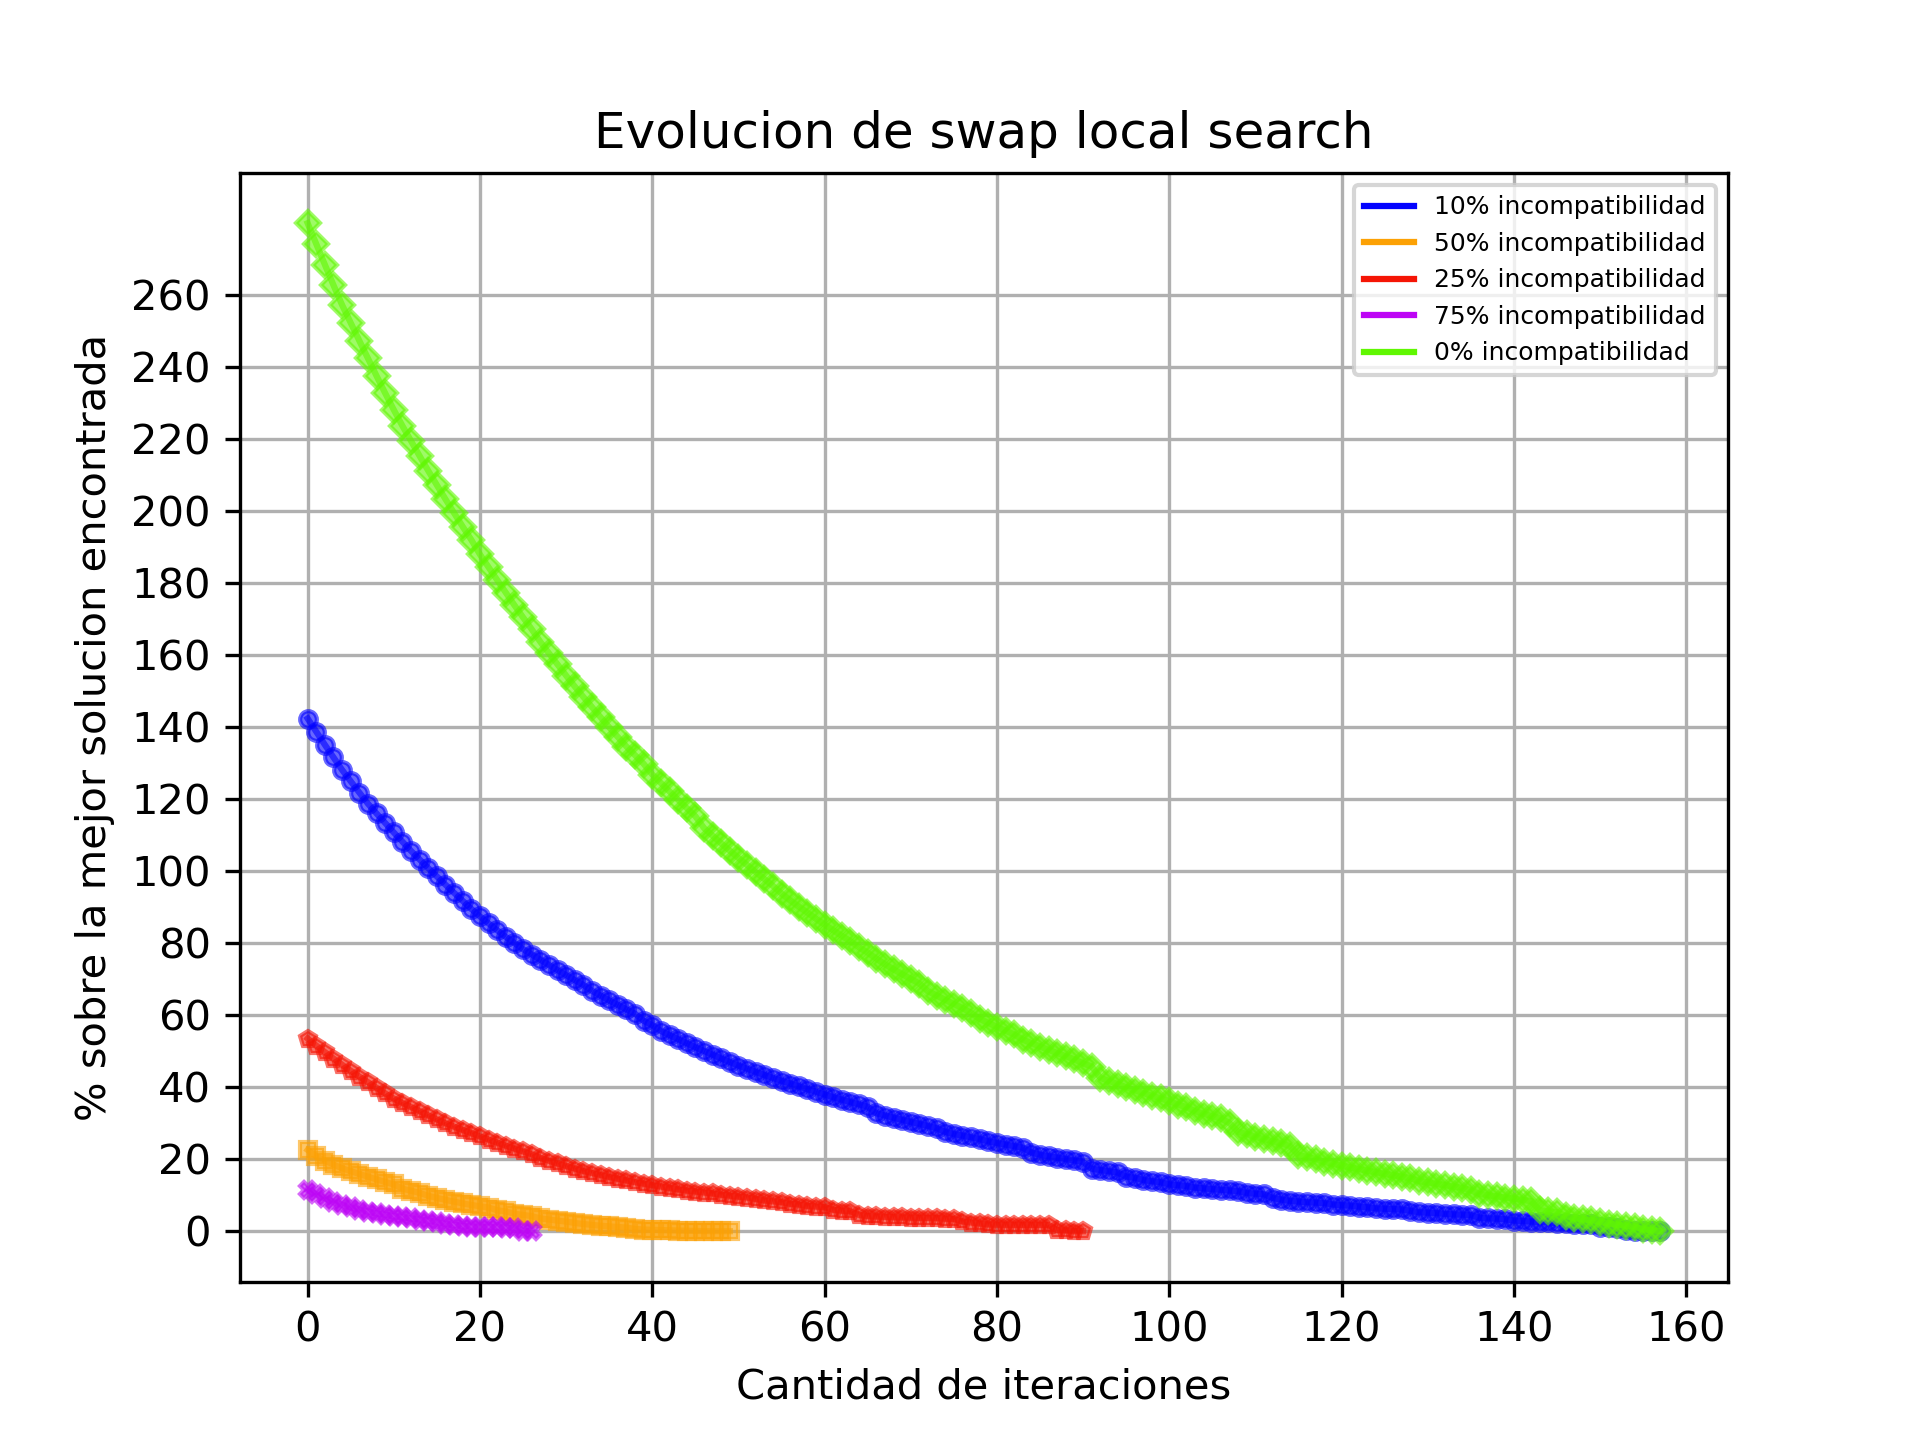 Evolucion de swap local search
10% incompatibilidad
50% incompatibilidad
25% incompatibilidad
75% incompatibilidad
0% incompatibilidad
% sobre la mejor solucion encontrada
260
240
220
200
180
160
140
120
100
80
60
40
20
0
0 20 40 60 80 100 120 140 160
Cantidad de iteraciones